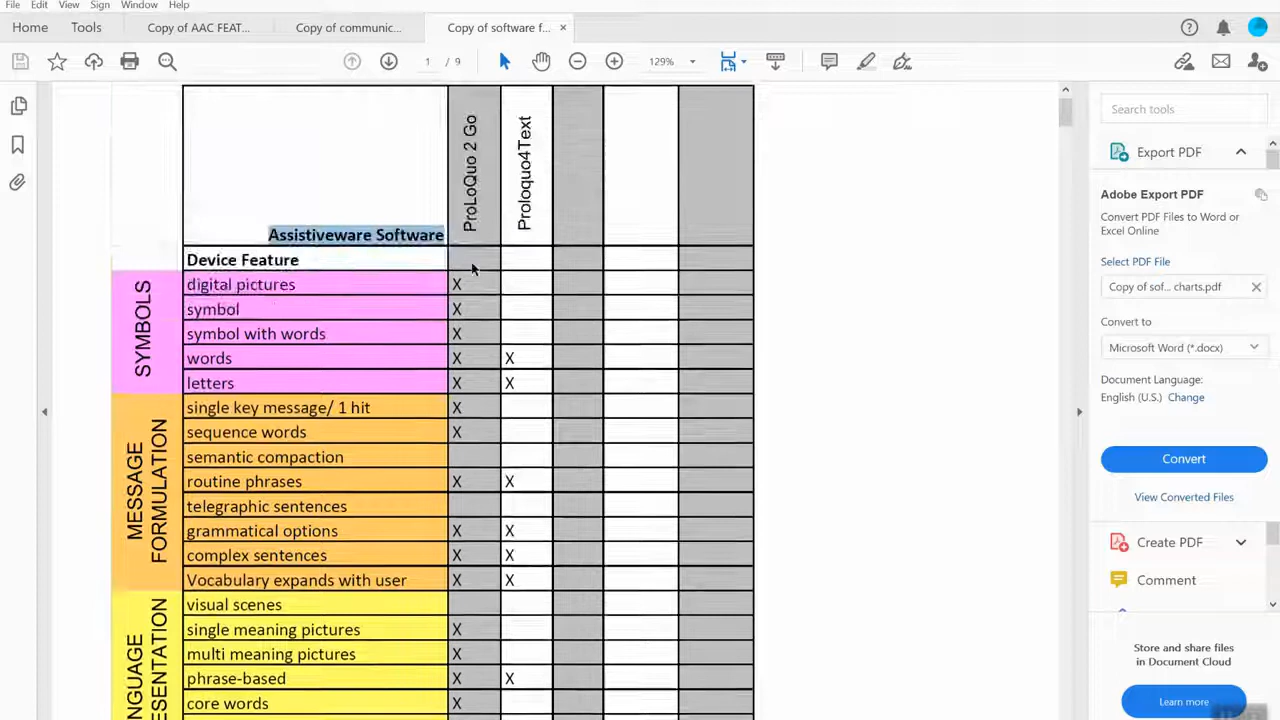 File Edit View Sign Window Help
Home Tools Copy of AAC FEAT... Copy of communic... Copy of software f... ×
1 / 9 129%
ProLoQuo 2 Go
Proloquo4Text
Assistiveware Software
Device Feature
SYMBOLS
digital pictures X
symbol X
symbol with words X
words X X
letters X X
MESSAGE FORMULATION
single key message/ 1 hit X
sequence words X
semantic compaction
routine phrases X X
telegraphic sentences
grammatical options X X
complex sentences X X
Vocabulary expands with user X X
visual scenes
single meaning pictures X
multi meaning pictures X
phrase-based X X
core words X
Search tools
Export PDF
Adobe Export PDF
Convert PDF Files to Word or
Excel Online
Select PDF File
Copy of sof... charts.pdf ×
Convert to
Microsoft Word (*.docx)
Document Language:
English (U.S.) Change
Convert
View Converted Files
Create PDF
Comment
Store and share files
in Document Cloud
Learn more